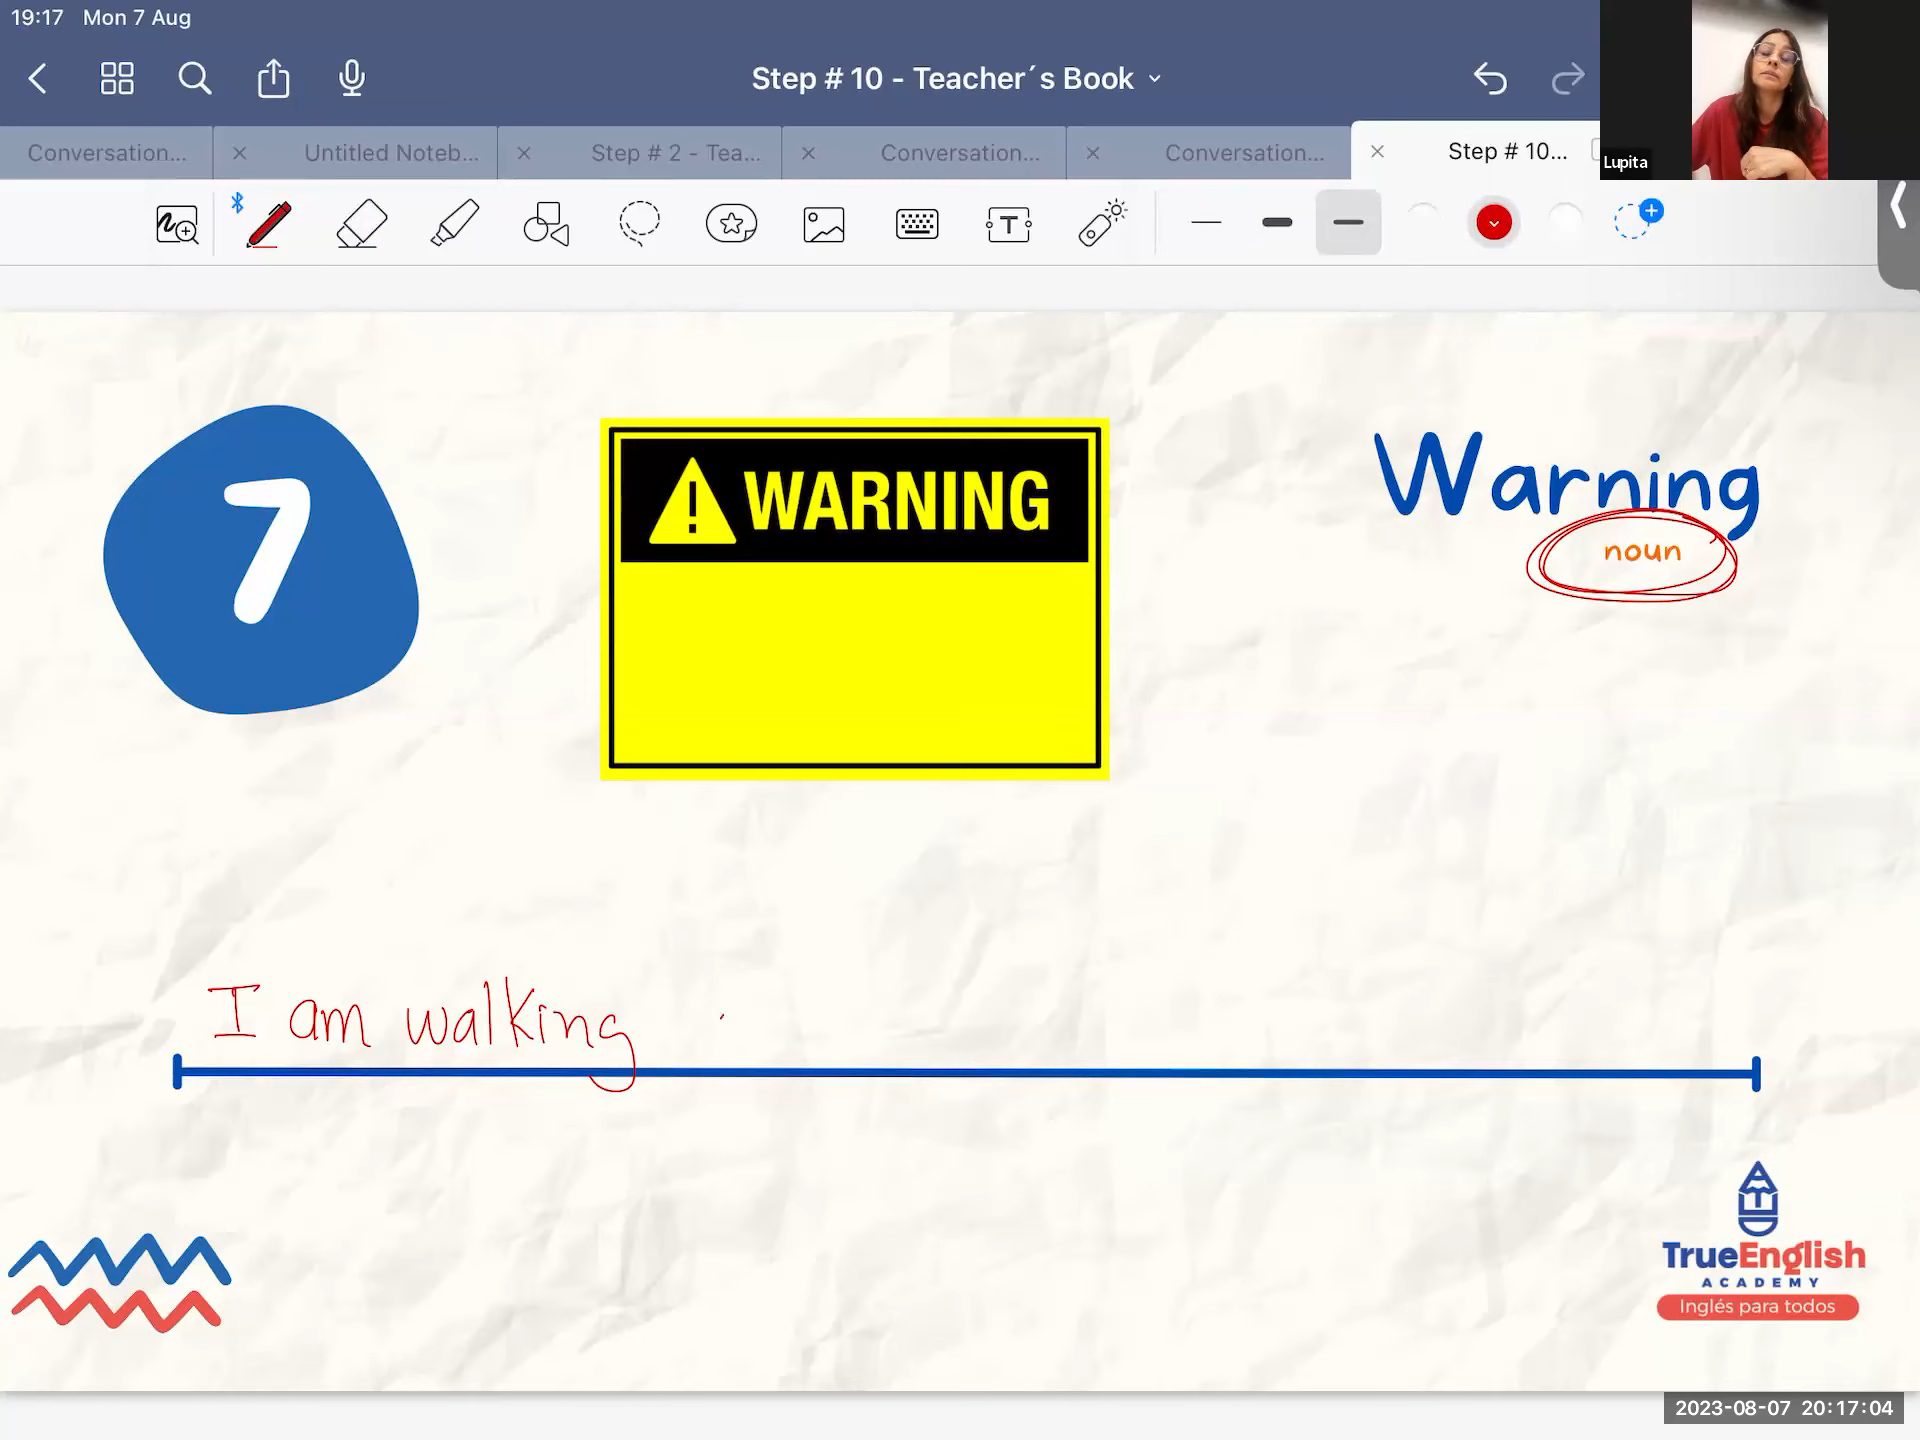 19:17 Mon 7 Aug
Step # 10 - Teacher´s Book
Conversation...
Untitled Noteb...
Step # 2 - Tea...
Conversation...
Conversation...
Step # 10...
Lupita
T
7
WARNING
Warning
noun
I am walking
TrueEnglish
ACADEMY
Inglés para todos
2023-08-07 20:17:04